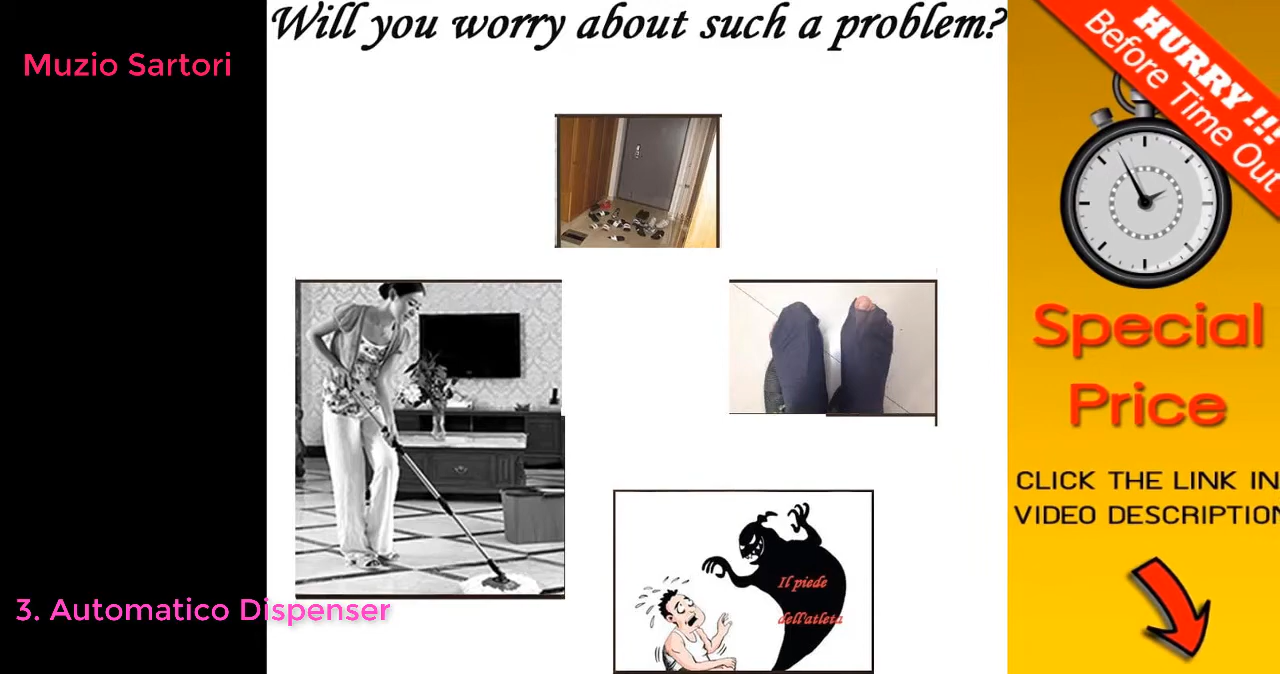 Will you worry about such a problem?
Muzio Sartori
HURRY !!!
Before Time Out
Special
Price
CLICK THE LINK IN
VIDEO DESCRIPTION
Il piede
dell'atleta
3. Automatico Dispenser